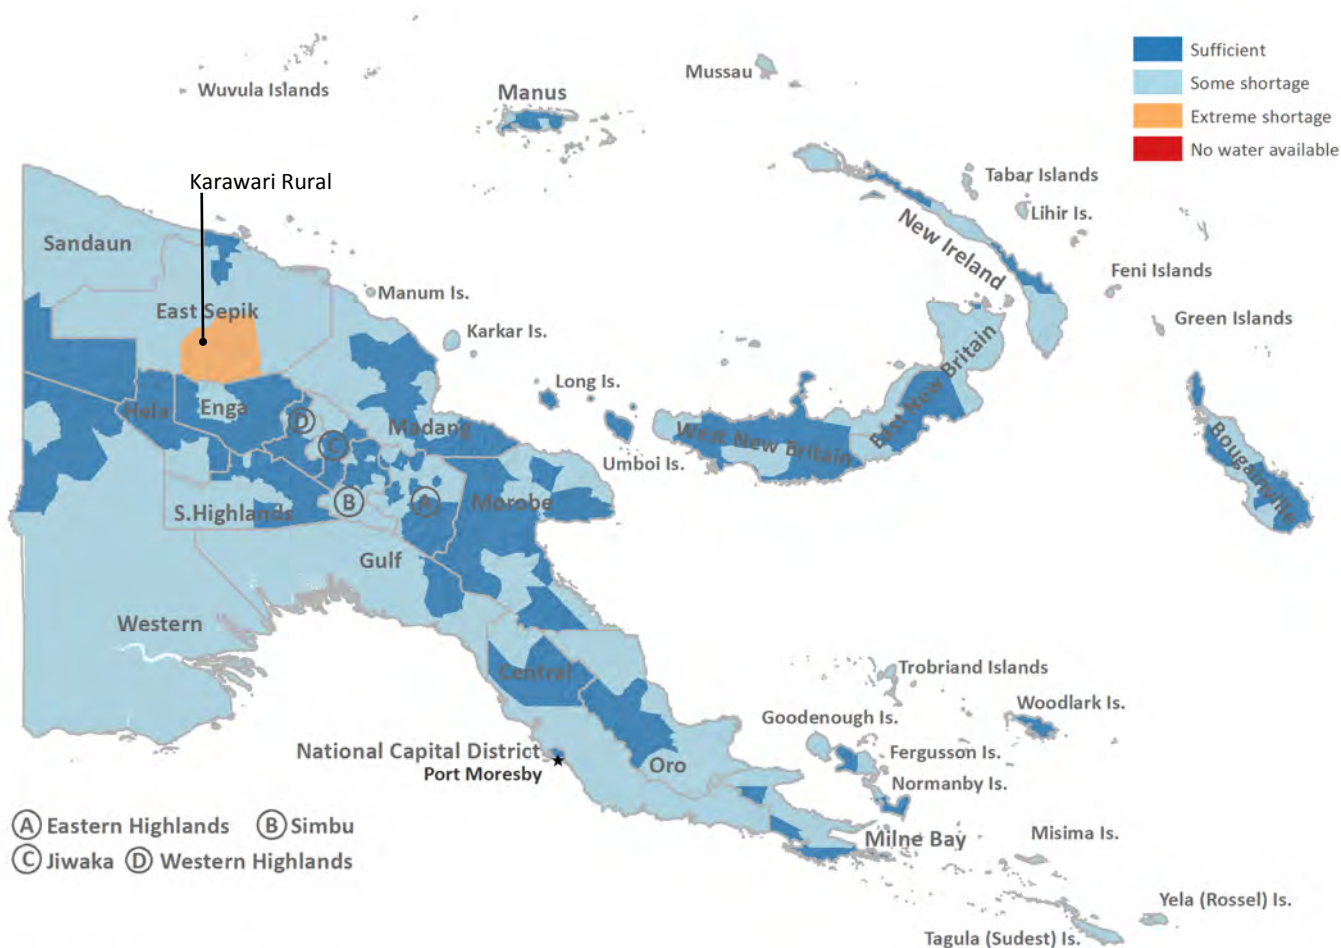 Sufficient
Some shortage
Extreme shortage
No water available
Mussau
Wuvula Islands
Manus
Karawari Rural
Tabar Islands
Lihir Is.
New Ireland
Sandaun
Feni Islands
Manum Is.
East Sepik
Green Islands
Karkar Is.
Long Is.
East New Britain
Hela
Enga
D
Madang
West New Britain
C
Umboi Is.
Bougainville
B
A
Morobe
S.Highlands
Gulf
Western
Trobriand Islands
Central
Woodlark Is.
Goodenough Is.
National Capital District
Fergusson Is.
Port Moresby
Oro
Normanby Is.
A Eastern Highlands
B Simbu
Misima Is.
Milne Bay
C Jiwaka
D Western Highlands
Yela (Rossel) Is.
Tagula (Sudest) Is.